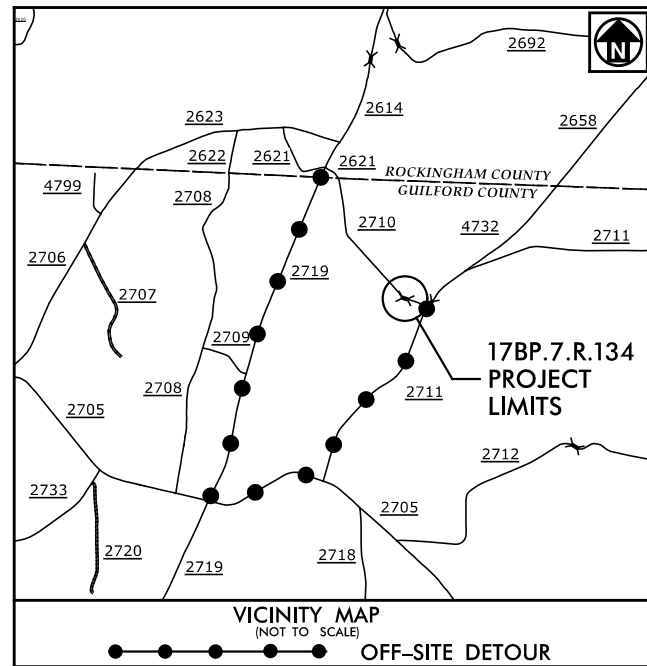 2692
N
2614
2623
2658
2622
2621
2621
ROCKINGHAM COUNTY
GUILFORD COUNTY
4799
2708
2710
4732
2711
2706
2719
2707
2709
17BP.7.R.134
PROJECT
LIMITS
2708
2711
2705
2712
2733
2705
2720
2718
2719
VICINITY MAP
(NOT TO SCALE)
OFF-SITE DETOUR